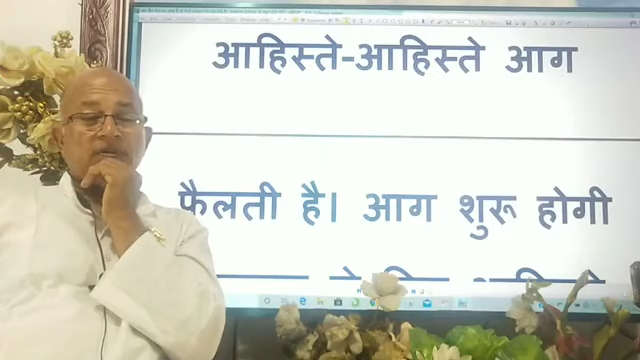 आहिस्ते-आहिस्ते आग
फैलती है। आग शुरू होगी